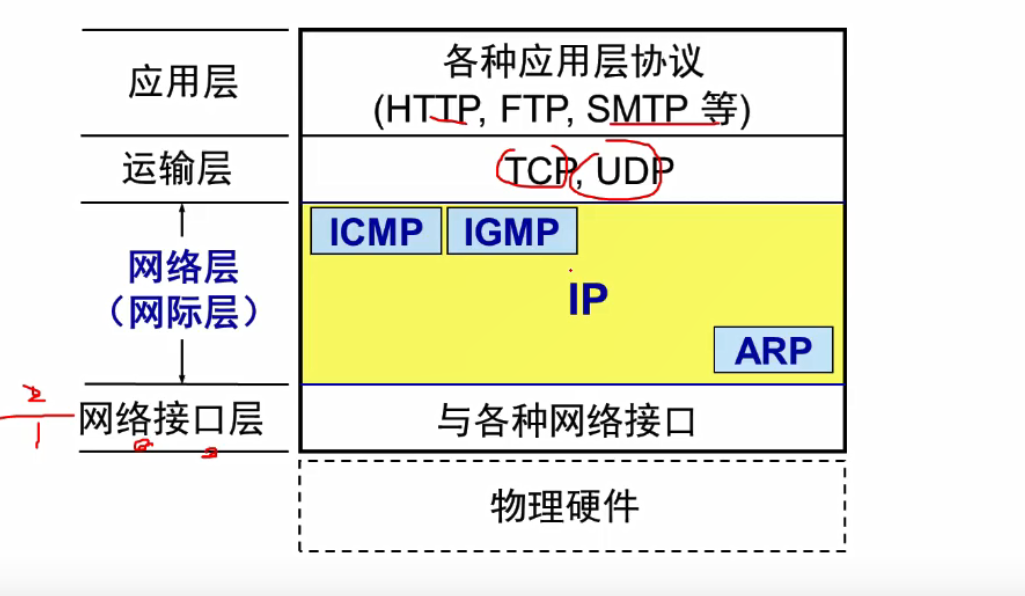 应用层
各种应用层协议
(HTTP, FTP, SMTP 等)
运输层
TCP, UDP
ICMP
IGMP
网络层
（网际层）
IP
ARP
2
1
网络接口层
与各种网络接口
物理硬件